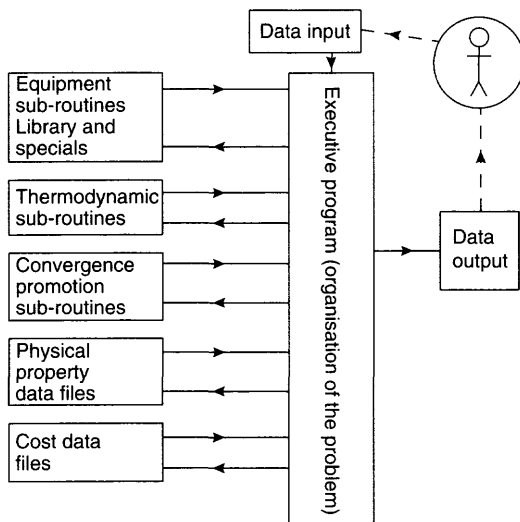 Data input
Equipment
sub-routines
Library and
specials
Thermodynamic
sub-routines
Convergence
promotion
sub-routines
Physical
property
data files
Cost data
files
Executive program (organisation of the problem)
Data
output